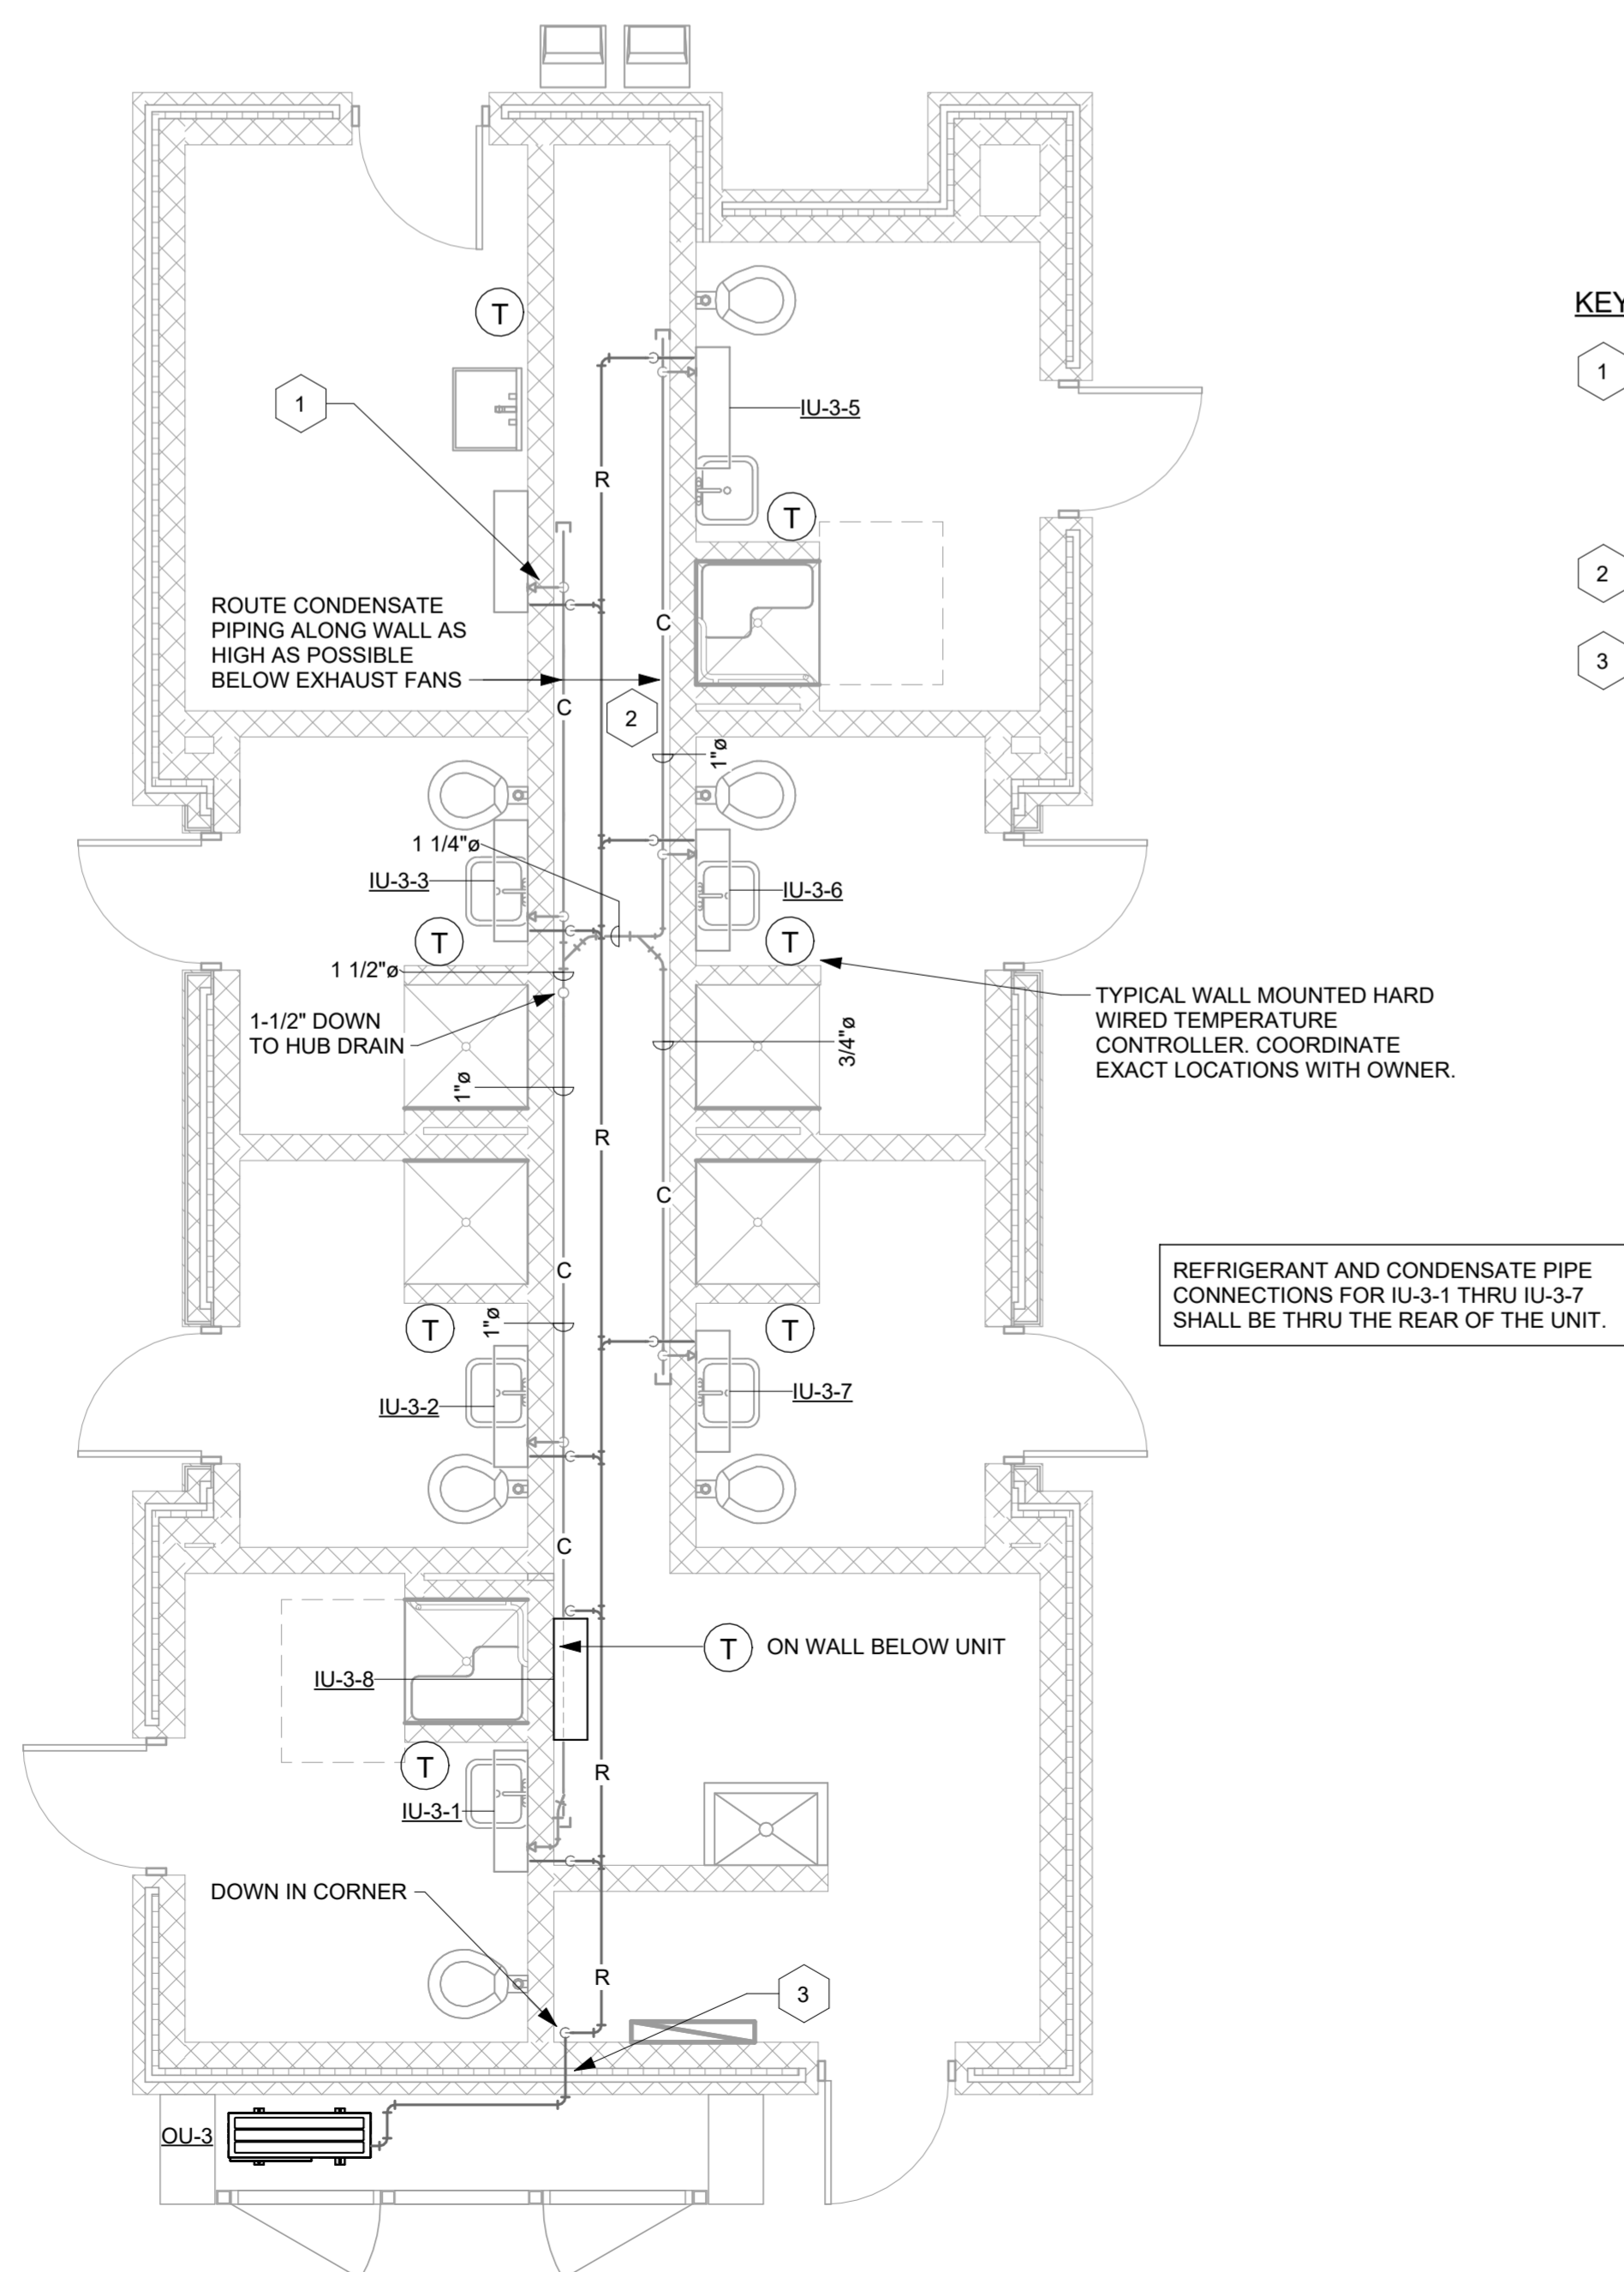 T
KEY
1
1
IU-3-5
R
T
2
ROUTE CONDENSATE
PIPING ALONG WALL AS
HIGH AS POSSIBLE
BELOW EXHAUST FANS
C
3
C
2
1"ø
1 1/4"ø
IU-3-3
IU-3-6
T
T
1 1/2"ø
1-1/2" DOWN
TO HUB DRAIN
TYPICAL WALL MOUNTED HARD
WIRED TEMPERATURE
CONTROLLER. COORDINATE
EXACT LOCATIONS WITH OWNER.
3/4"ø
1"ø
R
C
C
REFRIGERANT AND CONDENSATE PIPE
CONNECTIONS FOR IU-3-1 THRU IU-3-7
SHALL BE THRU THE REAR OF THE UNIT.
1"ø
T
T
IU-3-2
IU-3-7
C
T
ON WALL BELOW UNIT
IU-3-8
T
R
IU-3-1
DOWN IN CORNER
R
3
OU-3